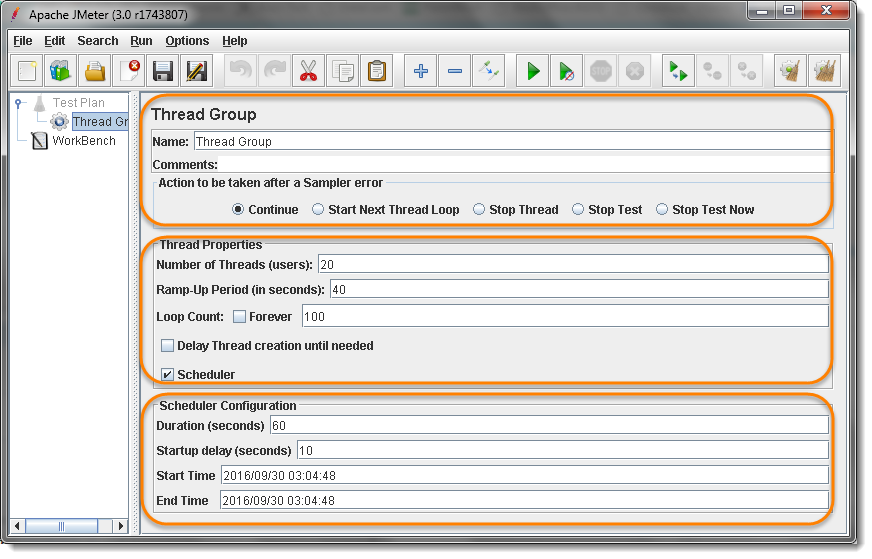 Apache JMeter (3.0 r1743807)
File Edit Search Run Options Help
STOP
Test Plan
Thread Gr
WorkBench
Thread Group
Name: Thread Group
Comments:
Action to be taken after a Sampler error
Continue Start Next Thread Loop Stop Thread Stop Test Stop Test Now
Thread Properties
Number of Threads (users): 20
Ramp-Up Period (in seconds): 40
Loop Count: Forever 100
Delay Thread creation until needed
Scheduler
Scheduler Configuration
Duration (seconds) 60
Startup delay (seconds) 10
Start Time 2016/09/30 03:04:48
End Time 2016/09/30 03:04:48